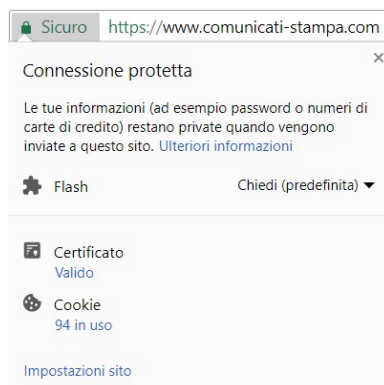 Sicuro https://www.comunicati-stampa.com
Connessione protetta
Le tue informazioni (ad esempio password o numeri di
carte di credito) restano private quando vengono
inviate a questo sito. Ulteriori informazioni
Flash Chiedi (predefinita)
Certificato
Valido
Cookie
94 in uso
Impostazioni sito